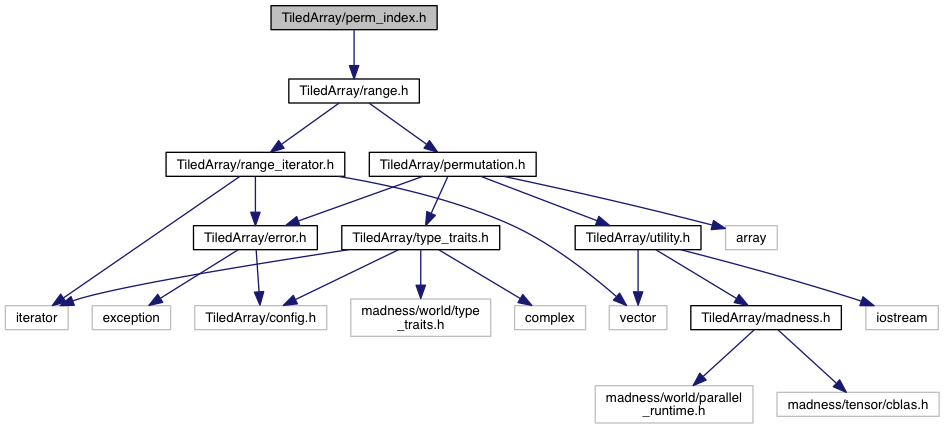 TiledArray/perm_index.h
TiledArray/range.h
TiledArray/range_iterator.h
TiledArray/permutation.h
TiledArray/error.h
TiledArray/type_traits.h
TiledArray/utility.h
array
iterator
exception
TiledArray/config.h
madness/world/type
_traits.h
complex
vector
TiledArray/madness.h
iostream
madness/world/parallel
_runtime.h
madness/tensor/cblas.h